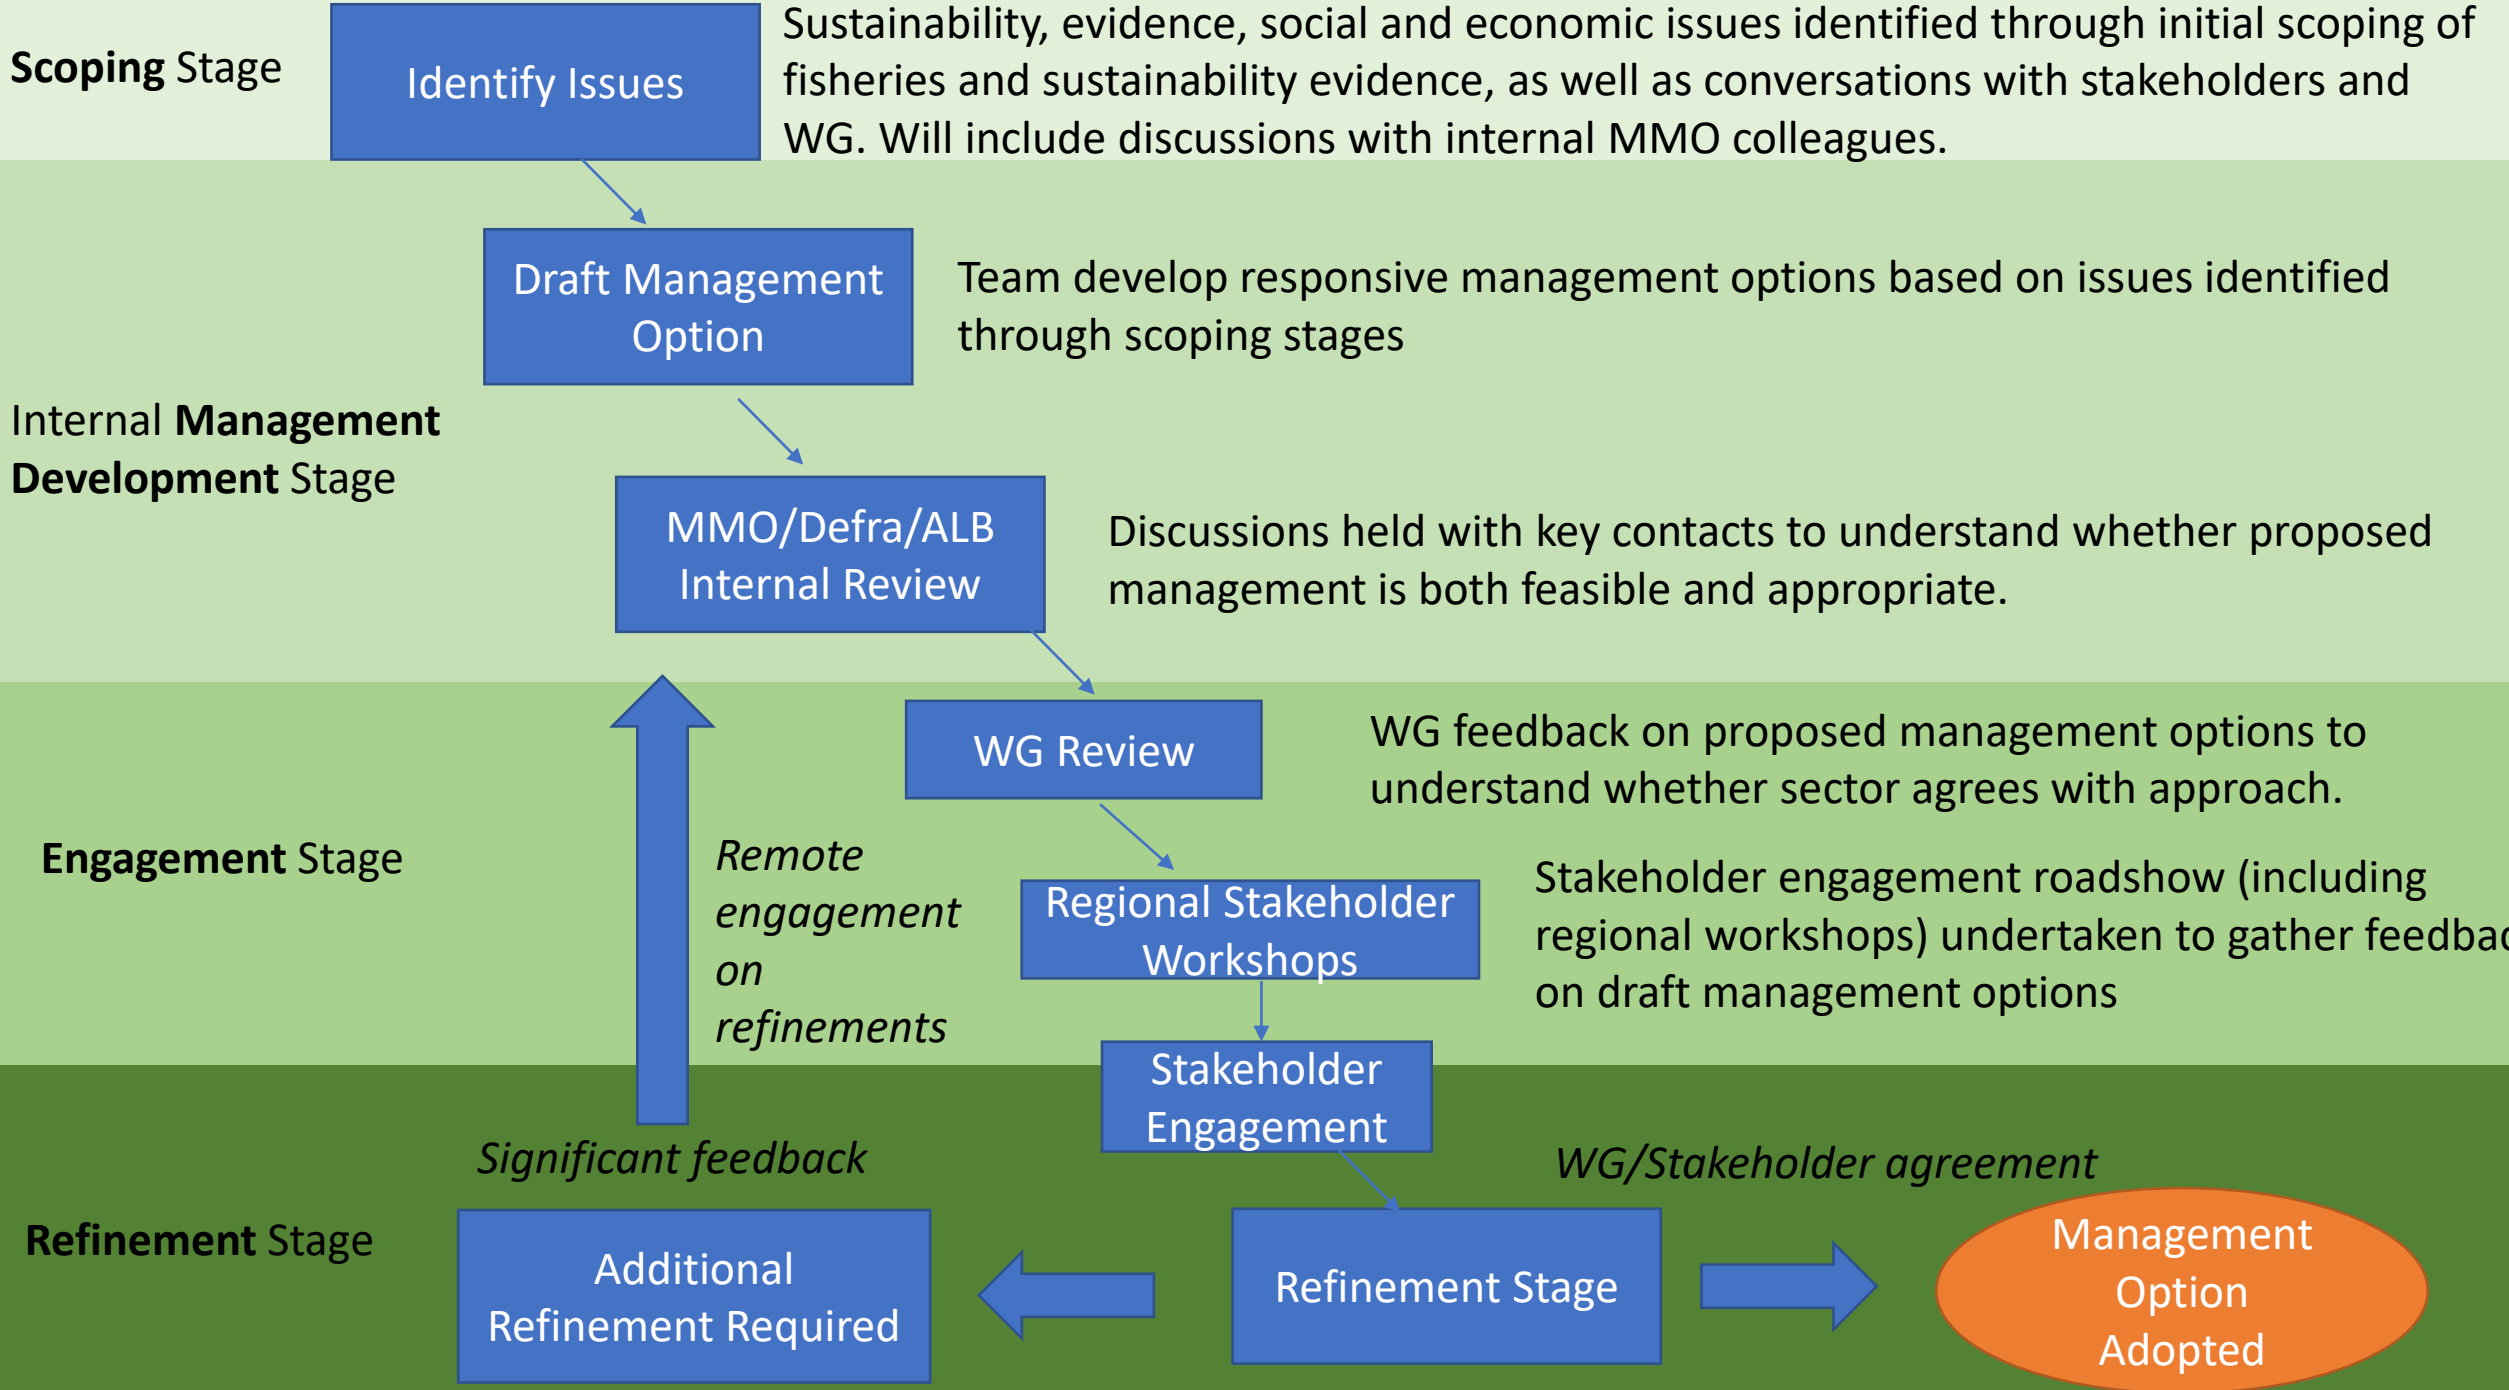 Scoping Stage
Identify Issues
Sustainability, evidence, social and economic issues identified through initial scoping of
fisheries and sustainability evidence, as well as conversations with stakeholders and
WG. Will include discussions with internal MMO colleagues.
Draft Management
Option
Team develop responsive management options based on issues identified
through scoping stages
Internal Management
Development Stage
MMO/Defra/ALB
Internal Review
Discussions held with key contacts to understand whether proposed
management is both feasible and appropriate.
WG Review
WG feedback on proposed management options to
understand whether sector agrees with approach.
Engagement Stage
Remote
engagement
on
refinements
Regional Stakeholder
Workshops
Stakeholder engagement roadshow (including
regional workshops) undertaken to gather feedbac
on draft management options
Stakeholder
Engagement
Significant feedback
WG/Stakeholder agreement
Refinement Stage
Additional
Refinement Required
Refinement Stage
Management
Option
Adopted